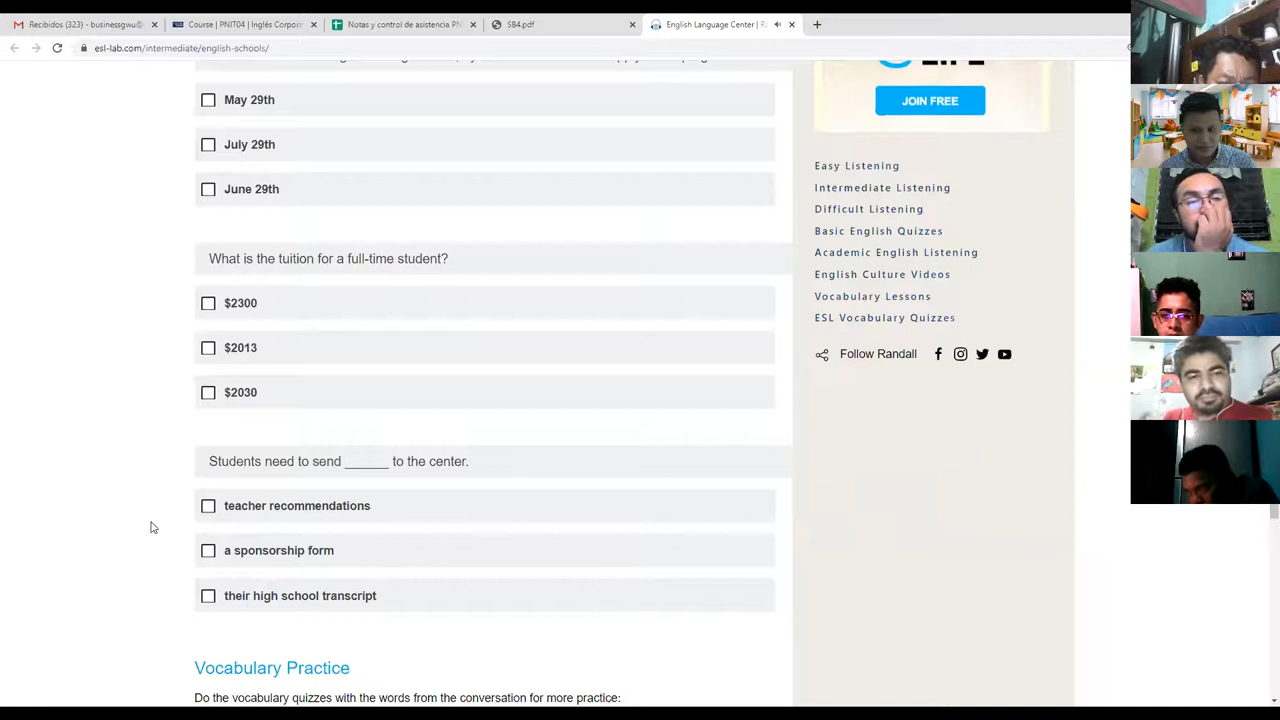 Recibidos (323) - businessgwu@
Course | PNIT04 | Inglés Corpor
Notas y control de asistencia PN
SB4.pdf
English Language Center | R
esl-lab.com/intermediate/english-schools/
JOIN FREE
May 29th
July 29th
June 29th
What is the tuition for a full-time student?
$2300
$2013
$2030
Students need to send ______ to the center.
teacher recommendations
a sponsorship form
their high school transcript
Vocabulary Practice
Do the vocabulary quizzes with the words from the conversation for more practice:
Easy Listening
Intermediate Listening
Difficult Listening
Basic English Quizzes
Academic English Listening
English Culture Videos
Vocabulary Lessons
ESL Vocabulary Quizzes
Follow Randall